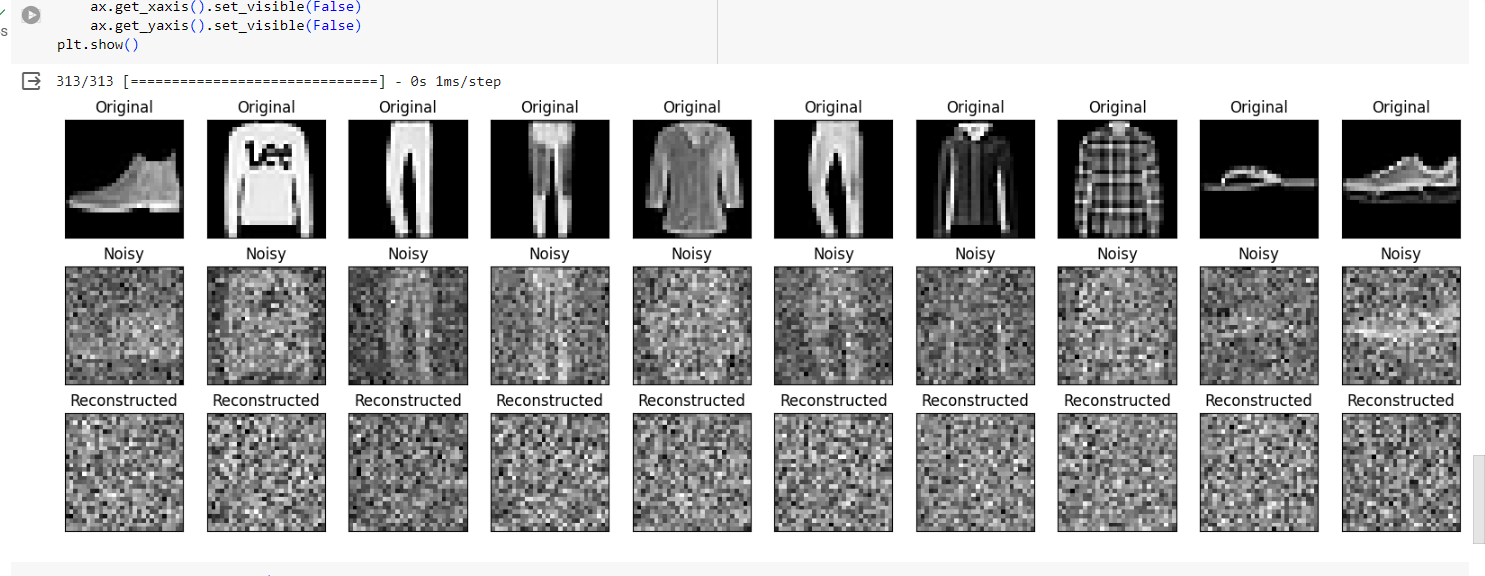 ax.get_xaxis().set_visible(False)
ax.get_yaxis().set_visible(False)
plt.show()
s
313/313 [==============================] - 0s 1ms/step
Original Original Original Original Original Original Original Original Original Original
Lee
Noisy Noisy Noisy Noisy Noisy Noisy Noisy Noisy Noisy Noisy
Reconstructed Reconstructed Reconstructed Reconstructed Reconstructed Reconstructed Reconstructed Reconstructed Reconstructed Reconstructed